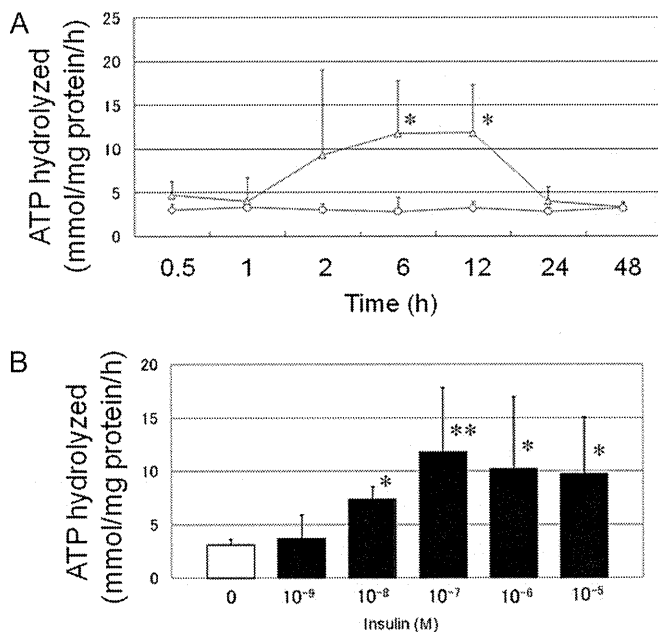 A
ATP hydrolyzed
(mmol/mg protein/h)
25
20
15
10
5
0
*
*
0.5 1 2 6 12 24 48
Time (h)
B
ATP hydrolyzed
(mmol/mg protein/h)
20
15
10
5
0
*
**
*
*
0 10⁻⁹ 10⁻⁸ 10⁻⁷ 10⁻⁶ 10⁻⁵
Insulin (M)